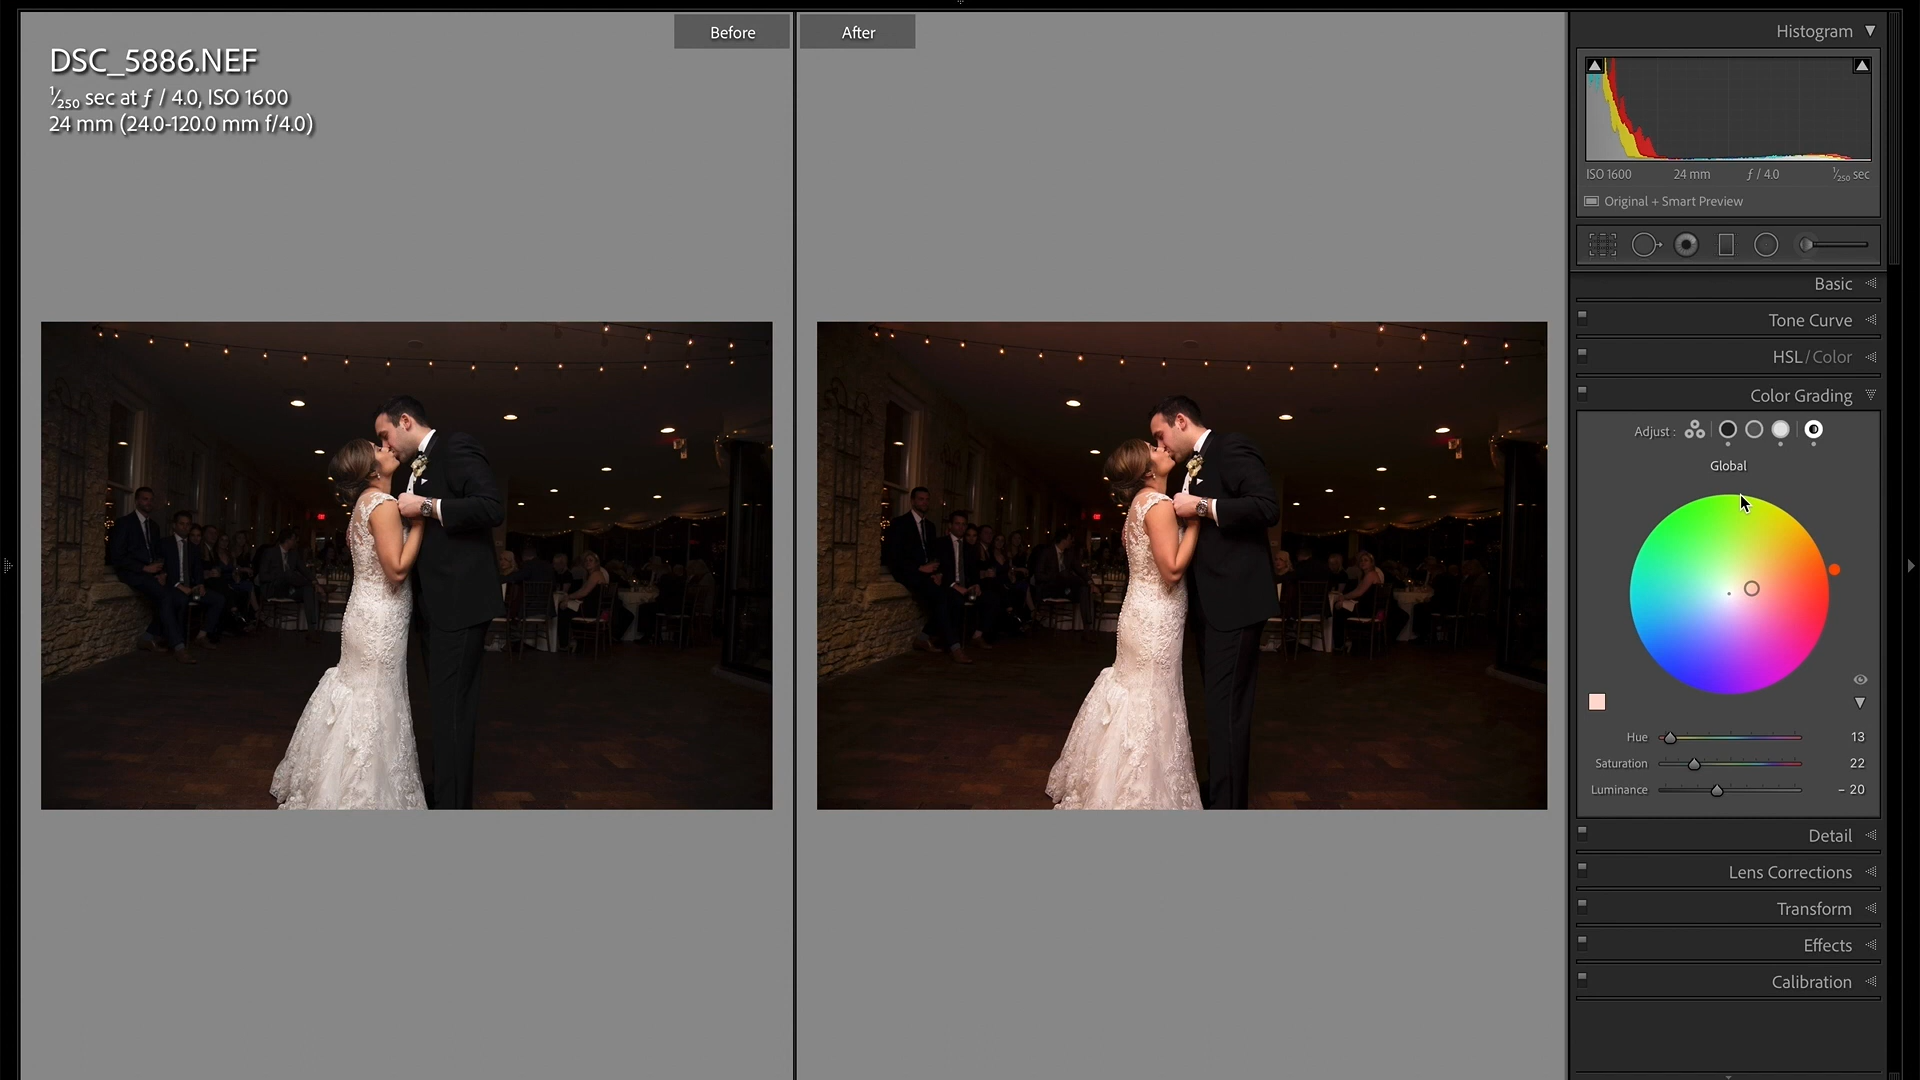 Before
After
DSC_5886.NEF
1/250 sec at ƒ / 4.0, ISO 1600
24 mm (24.0-120.0 mm f/4.0)
Histogram
ISO 1600 24 mm ƒ / 4.0 1/250 sec
Original + Smart Preview
Basic
Tone Curve
HSL / Color
Color Grading
Adjust :
Global
Hue 13
Saturation 22
Luminance – 20
Detail
Lens Corrections
Transform
Effects
Calibration